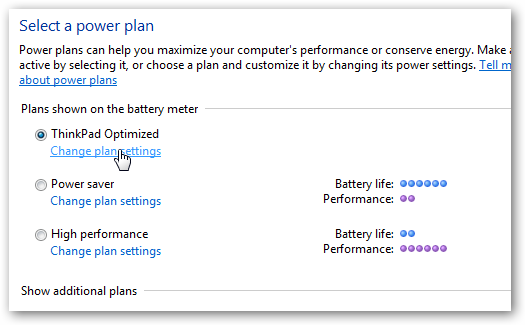 Select a power plan
Power plans can help you maximize your computer's performance or conserve energy. Make a
active by selecting it, or choose a plan and customize it by changing its power settings. Tell m
about power plans
Plans shown on the battery meter
ThinkPad Optimized
Change plan settings
Power saver Battery life:
Change plan settings Performance:
High performance Battery life:
Change plan settings Performance:
Show additional plans